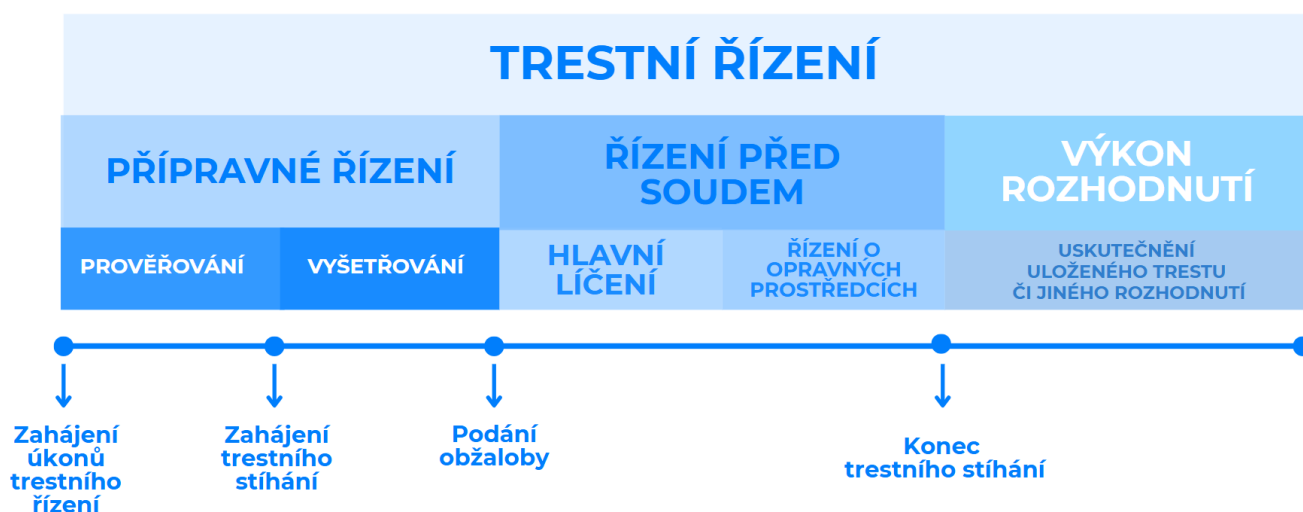 TRESTNÍ ŘÍZENÍ
PŘÍPRAVNÉ ŘÍZENÍ
ŘÍZENÍ PŘED
SOUDEM
VÝKON
ROZHODNUTÍ
PROVĚŘOVÁNÍ
VYŠETŘOVÁNÍ
HLAVNÍ
LÍČENÍ
ŘÍZENÍ O
OPRAVNÝCH
PROSTŘEDCÍCH
USKUTEČNĚNÍ
ULOŽENÉHO TRESTU
ČI JINÉHO ROZHODNUTÍ
Zahájení
úkonů
trestního
řízení
Zahájení
trestního
stíhání
Podání
obžaloby
Konec
trestního stíhání